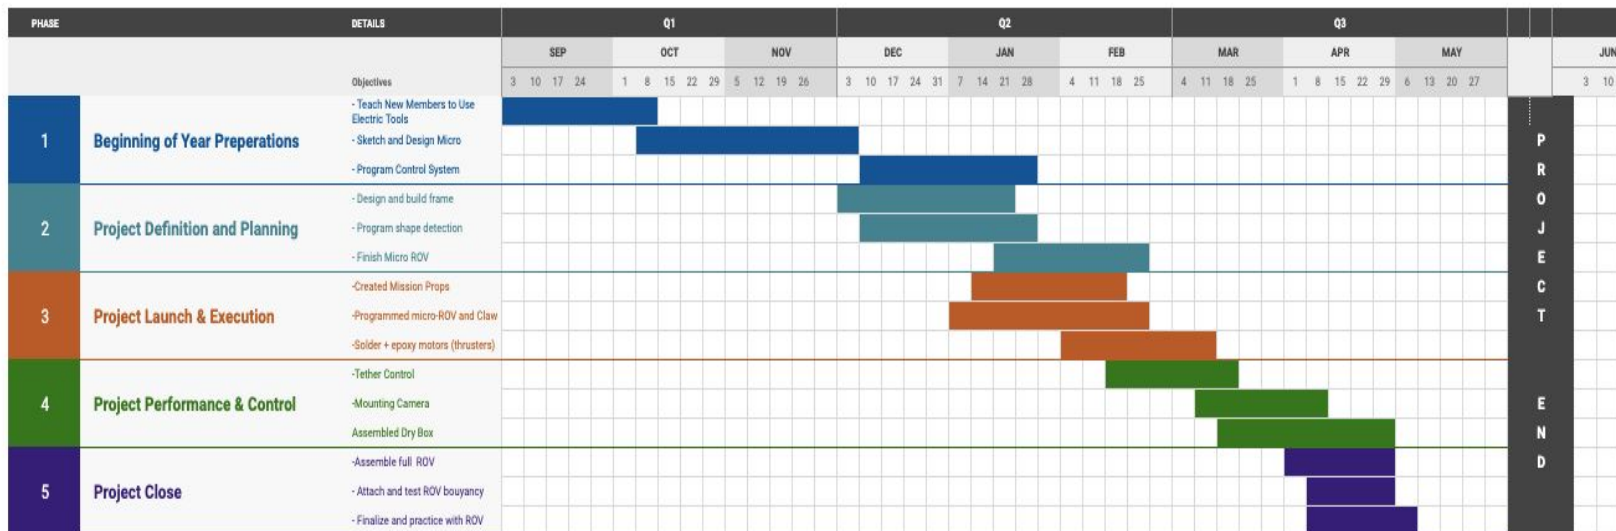 PHASE DETAILS Q1 Q2 Q3
SEP OCT NOV DEC JAN FEB MAR APR MAY JUN
Objectives 3 10 17 24 1 8 15 22 29 5 12 19 26 3 10 17 24 31 7 14 21 28 4 11 18 25 4 11 18 25 1 8 15 22 29 6 13 20 27 3 10
- Teach New Members to Use
Electric Tools
1 Beginning of Year Preperations - Sketch and Design Micro
- Program Control System
- Design and build frame
2 Project Definition and Planning - Program shape detection
- Finish Micro ROV
-Created Mission Props
3 Project Launch & Execution -Programmed micro-ROV and Claw
-Solder + epoxy motors (thrusters)
-Tether Control
4 Project Performance & Control -Mounting Camera
Assembled Dry Box
-Assemble full ROV
5 Project Close - Attach and test ROV bouyancy
- Finalize and practice with ROV
PROJECT END